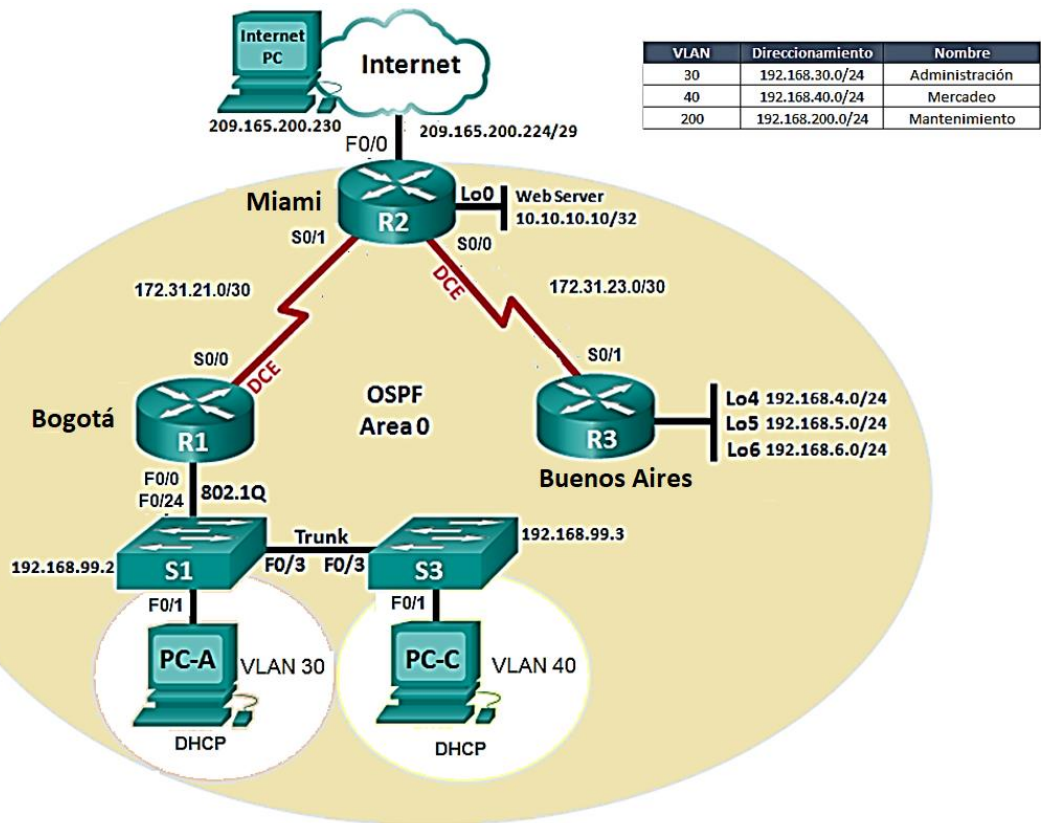 Internet
PC
Internet
209.165.200.230
209.165.200.224/29
F0/0
VLAN Direccionamiento Nombre
30 192.168.30.0/24 Administración
40 192.168.40.0/24 Mercadeo
200 192.168.200.0/24 Mantenimiento
Miami
R2
Lo0
Web Server
10.10.10.10/32
S0/1
S0/0
DCE
172.31.21.0/30
172.31.23.0/30
S0/0
DCE
S0/1
OSPF
Area 0
Bogotá
R1
R3
Buenos Aires
Lo4 192.168.4.0/24
Lo5 192.168.5.0/24
Lo6 192.168.6.0/24
F0/0
F0/24
802.1Q
Trunk
192.168.99.3
192.168.99.2
S1
F0/3
F0/3
S3
F0/1
F0/1
PC-A
VLAN 30
PC-C
VLAN 40
DHCP
DHCP